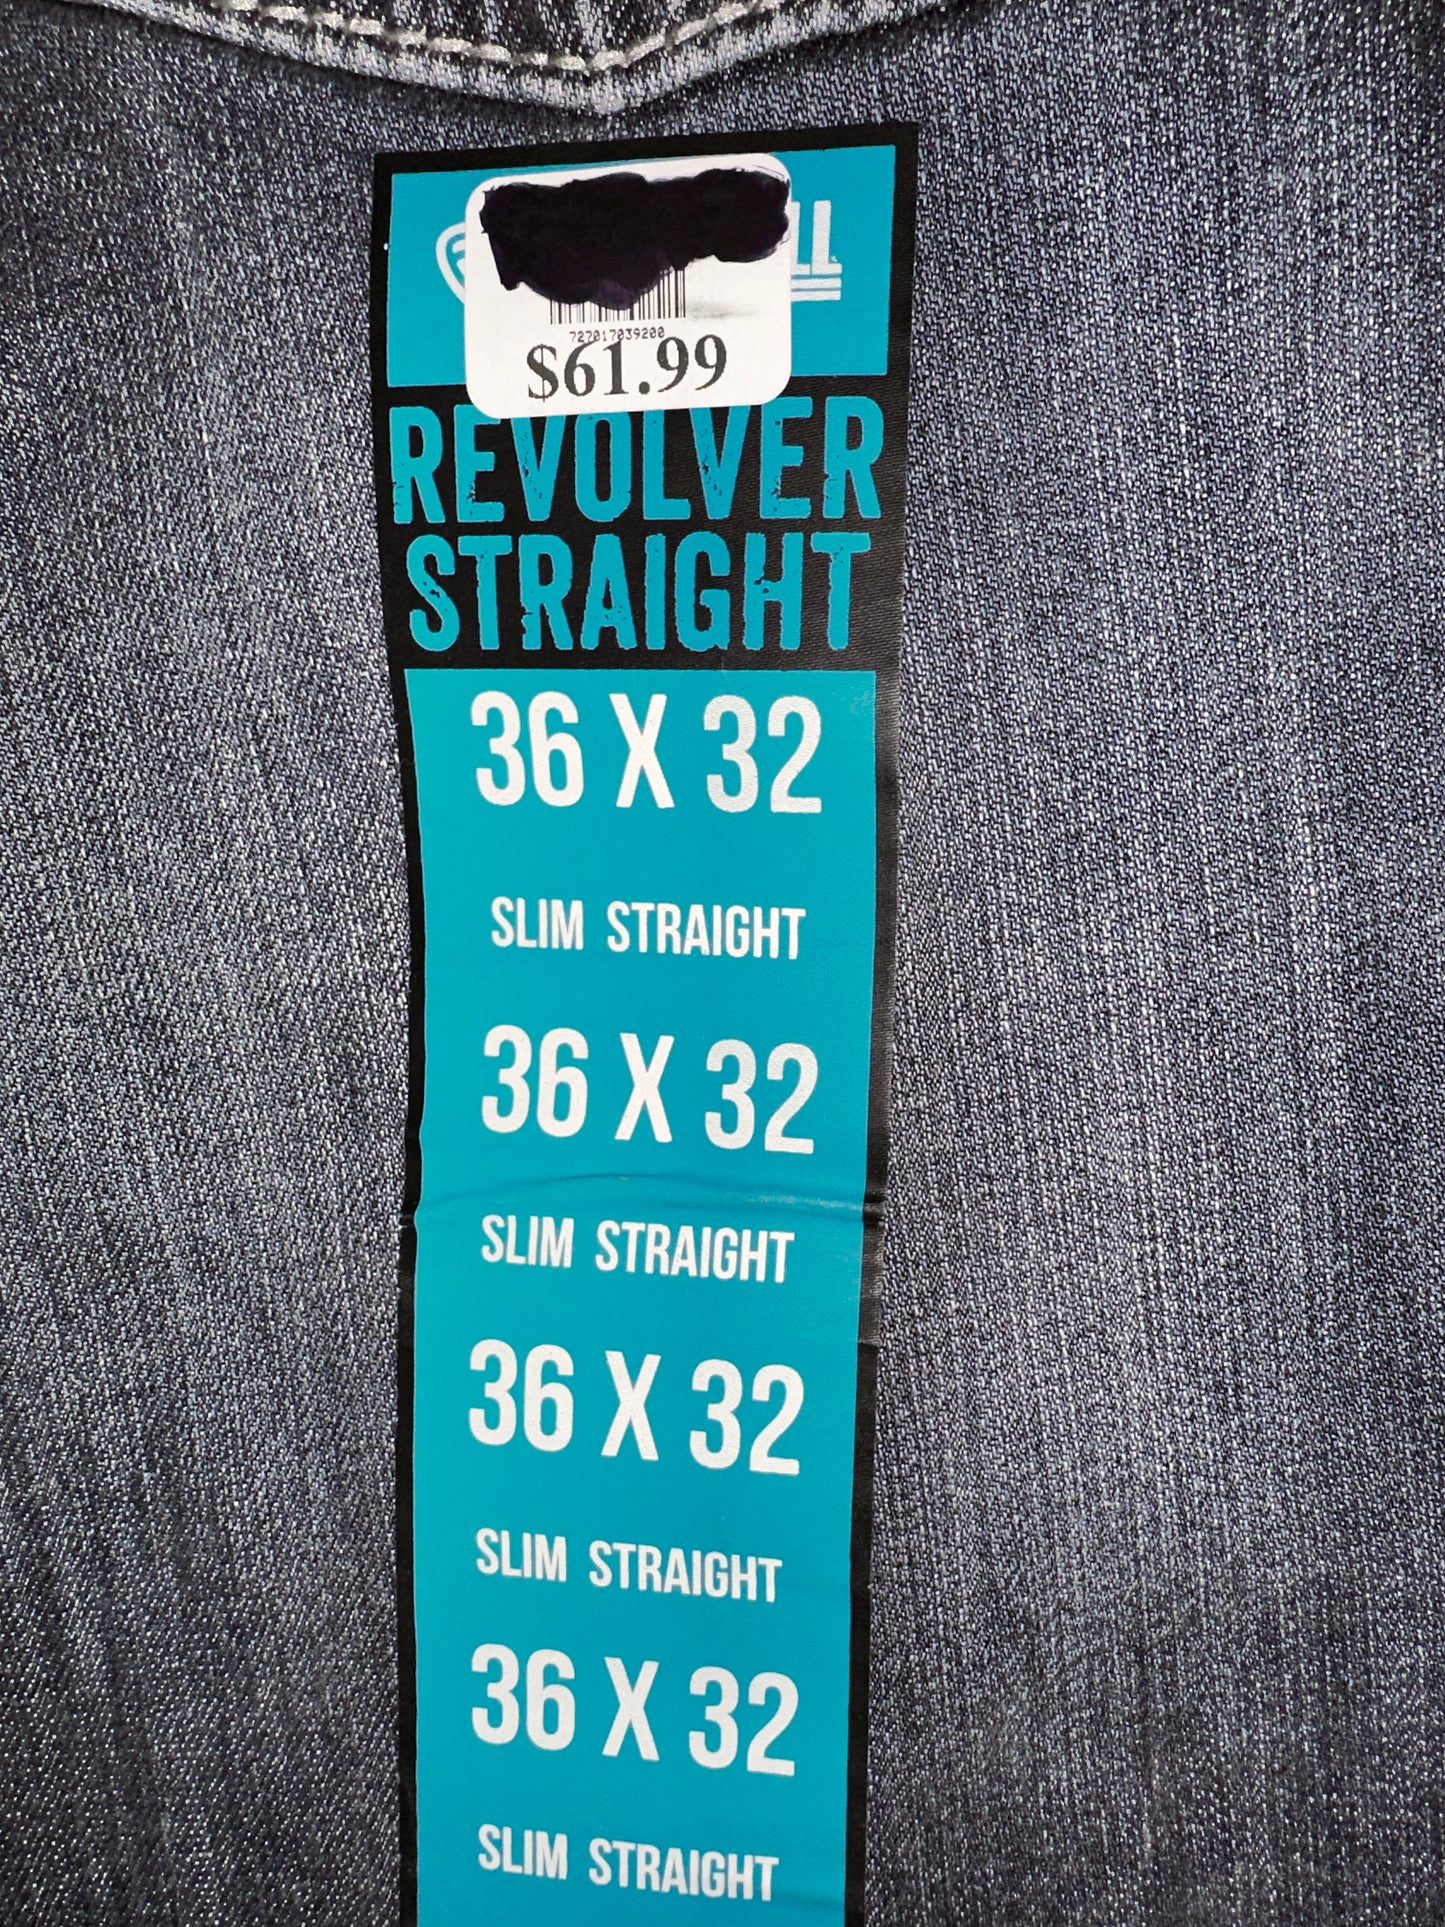 LL
727017039200
$61.99
REVOLVER
STRAIGHT
36 X 32
SLIM STRAIGHT
36 X 32
SLIM STRAIGHT
36 X 32
SLIM STRAIGHT
36 X 32
SLIM STRAIGHT